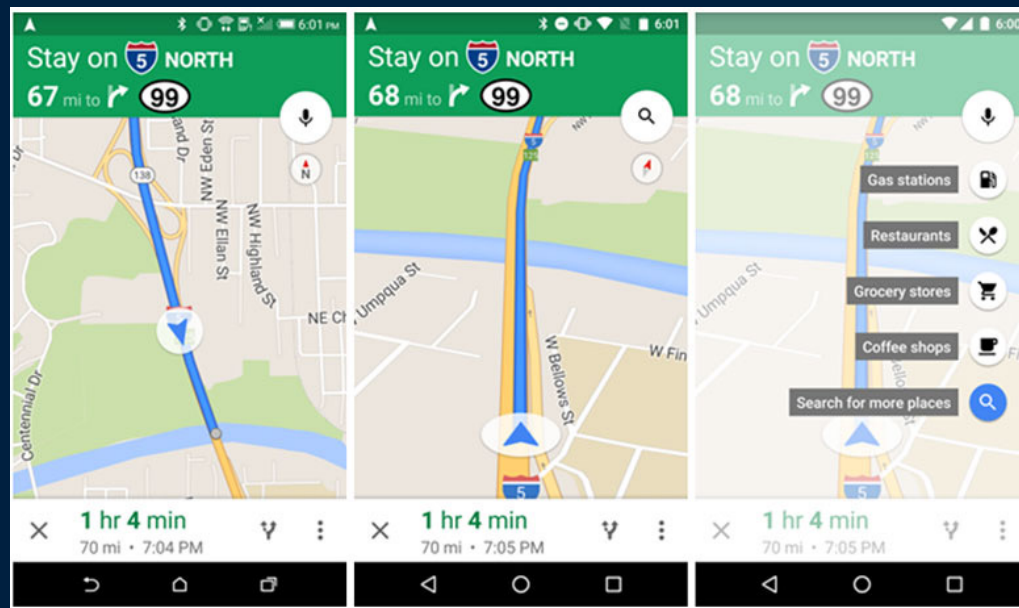 6:01 PM
Stay on 5 NORTH
67 mi to 99
138
NW Eden St
NW Ellan St
NW Highland St
N
NE
Centennial Dr
1 hr 4 min
70 mi • 7:04 PM
6:01
Stay on 5 NORTH
68 mi to 99
5
Umpqua St
W Bellows St
W Fin
5
1 hr 4 min
70 mi • 7:05 PM
6:00
Stay on 5 NORTH
68 mi to 99
Gas stations
Restaurants
Grocery stores
Coffee shops
Search for more places
Umpqua St
5
1 hr 4 min
70 mi • 7:05 PM